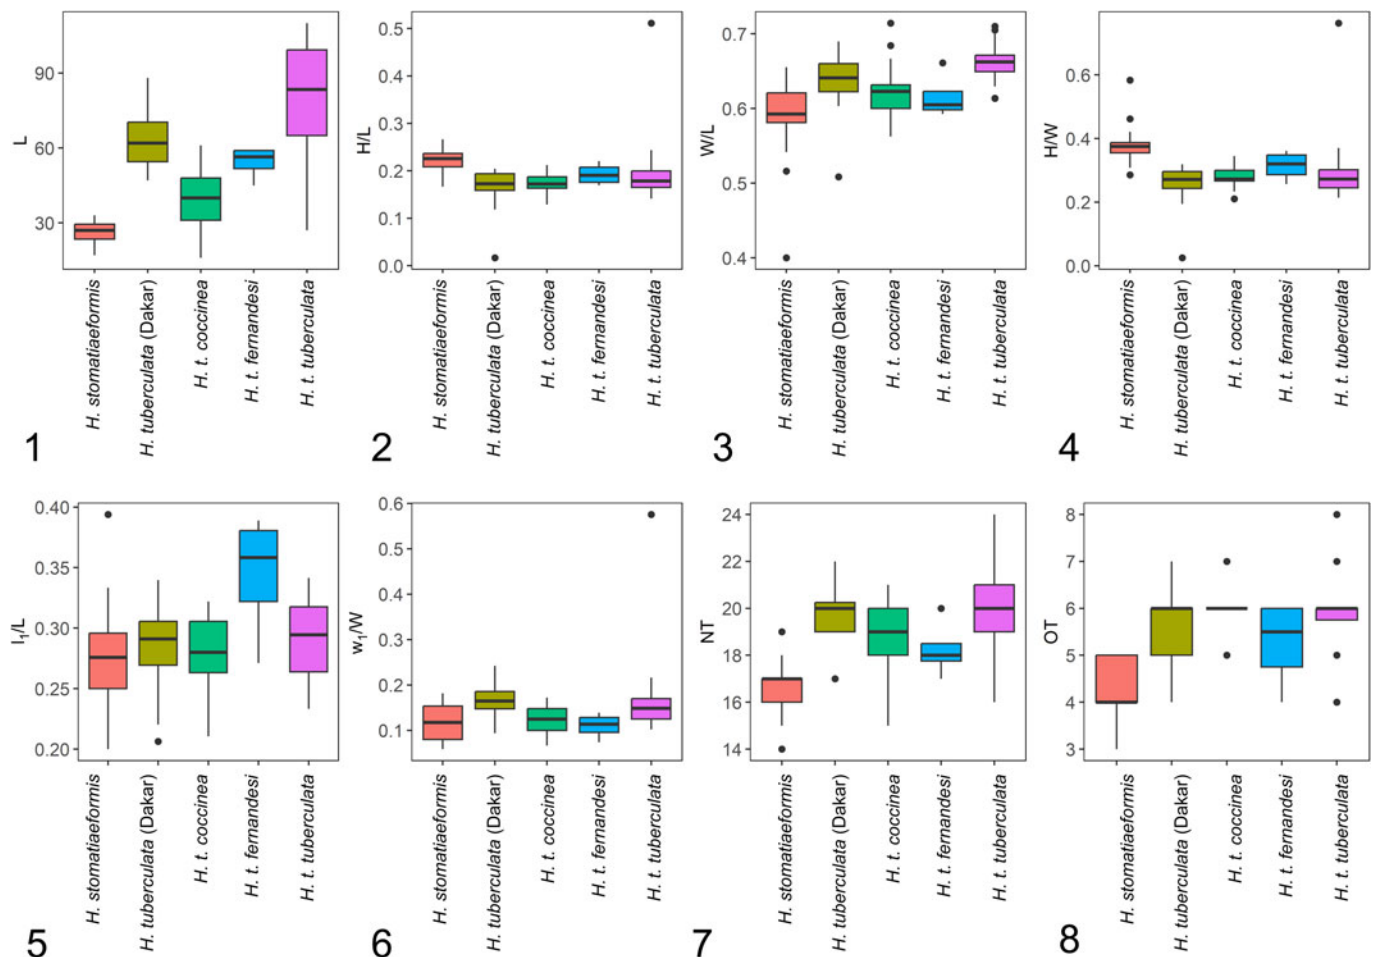 L
90
60
30
H. stomatiaeformis
H. tuberculata (Dakar)
H. t. coccinea
H. t. fernandesi
H. t. tuberculata
1
H/L
0.5
0.4
0.3
0.2
0.1
0.0
H. stomatiaeformis
H. tuberculata (Dakar)
H. t. coccinea
H. t. fernandesi
H. t. tuberculata
2
W/L
0.7
0.6
0.5
0.4
H. stomatiaeformis
H. tuberculata (Dakar)
H. t. coccinea
H. t. fernandesi
H. t. tuberculata
3
H/W
0.6
0.4
0.2
0.0
H. stomatiaeformis
H. tuberculata (Dakar)
H. t. coccinea
H. t. fernandesi
H. t. tuberculata
4
l₁/L
0.40
0.35
0.30
0.25
0.20
H. stomatiaeformis
H. tuberculata (Dakar)
H. t. coccinea
H. t. fernandesi
H. t. tuberculata
5
w₁/W
0.6
0.5
0.4
0.3
0.2
0.1
H. stomatiaeformis
H. tuberculata (Dakar)
H. t. coccinea
H. t. fernandesi
H. t. tuberculata
6
NT
24
22
20
18
16
14
H. stomatiaeformis
H. tuberculata (Dakar)
H. t. coccinea
H. t. fernandesi
H. t. tuberculata
7
OT
8
7
6
5
4
3
H. stomatiaeformis
H. tuberculata (Dakar)
H. t. coccinea
H. t. fernandesi
H. t. tuberculata
8